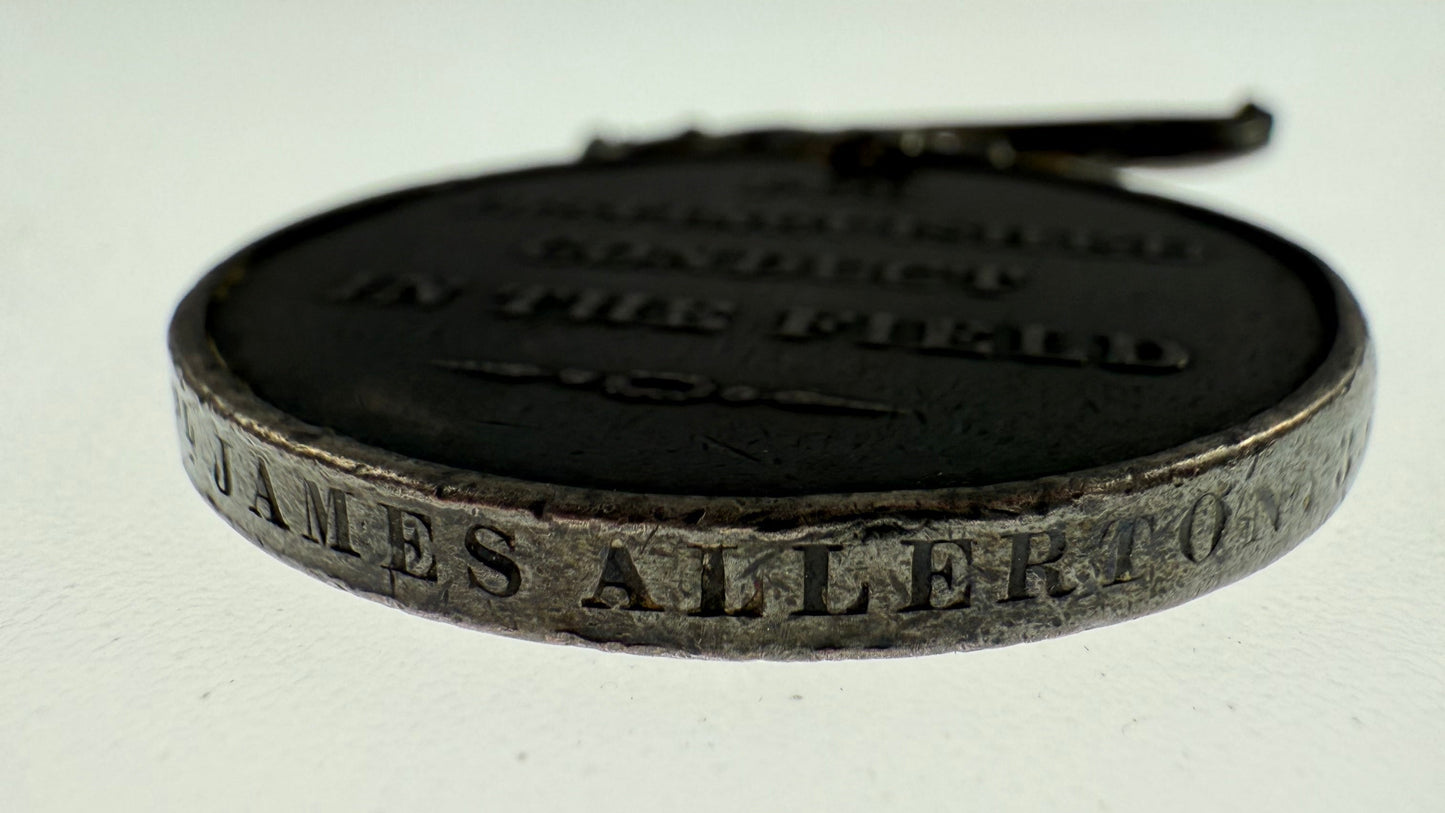 CONDUCT
IN THE FIELD
L JAMES ALLERTON.